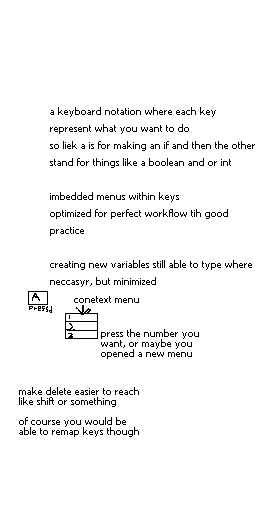 a keyboard notation where each key
represent what you want to do
so liek a is for making an if and then the other
stand for things like a boolean and or int
imbedded menus within keys
optimized for perfect workflow tih good
practice
creating new variables still able to type where
neccasyr, but minimized
A
press
conetext menu
1
2
3
press the number you
want, or maybe you
opened a new menu
make delete easier to reach
like shift or something
of course you would be
able to remap keys though